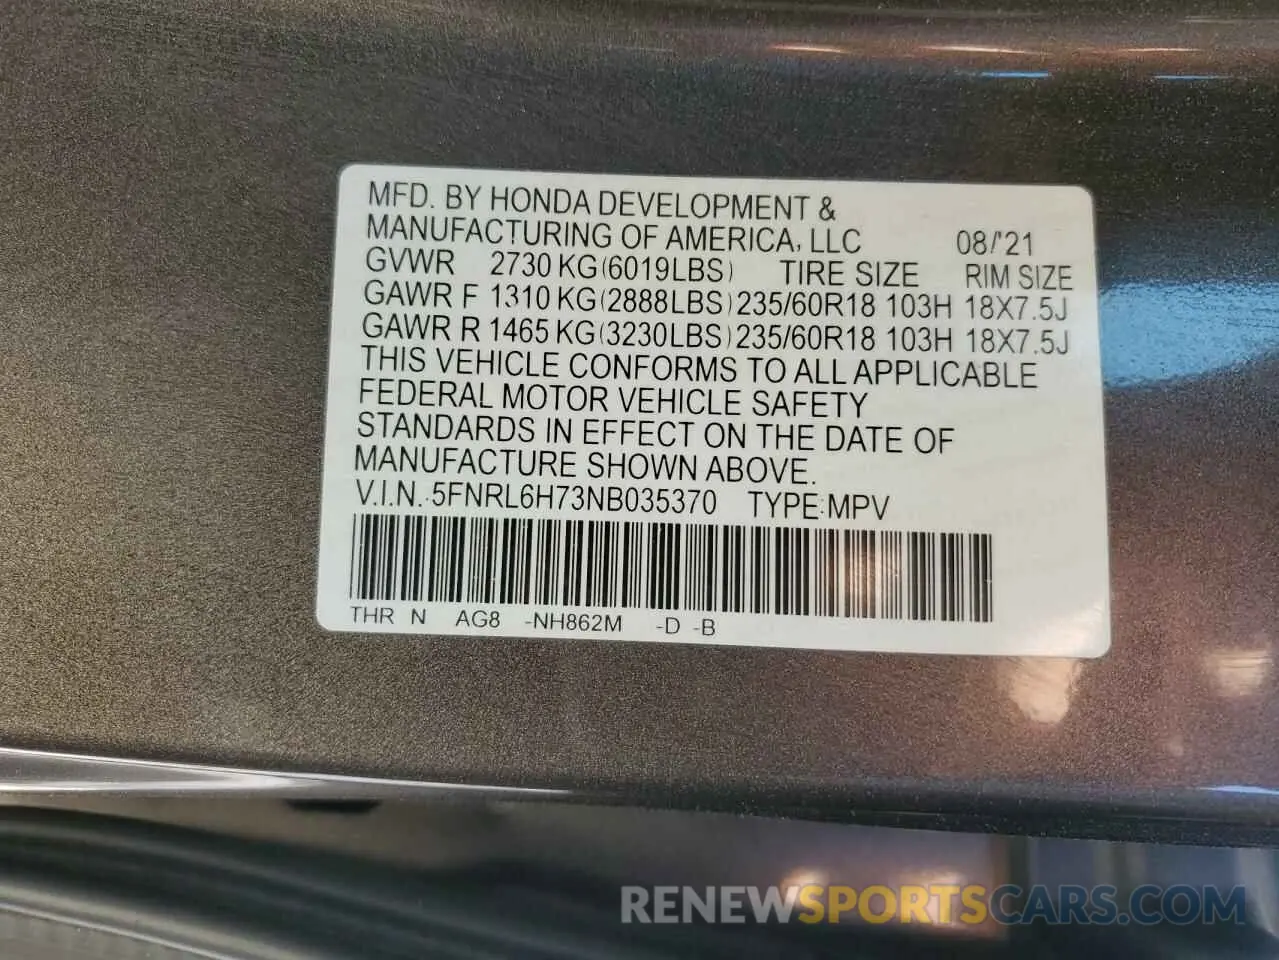 MFD. BY HONDA DEVELOPMENT &
MANUFACTURING OF AMERICA, LLC 08/'21
GVWR 2730 KG(6019LBS) TIRE SIZE RIM SIZE
GAWR F 1310 KG(2888LBS) 235/60R18 103H 18X7.5J
GAWR R 1465 KG(3230LBS) 235/60R18 103H 18X7.5J
THIS VEHICLE CONFORMS TO ALL APPLICABLE
FEDERAL MOTOR VEHICLE SAFETY
STANDARDS IN EFFECT ON THE DATE OF
MANUFACTURE SHOWN ABOVE.
V.I.N.:5FNRL6H73NB035370 TYPE:MPV
THR N AG8 -NH862M -D -B
RENEWSPORTSCARS.COM